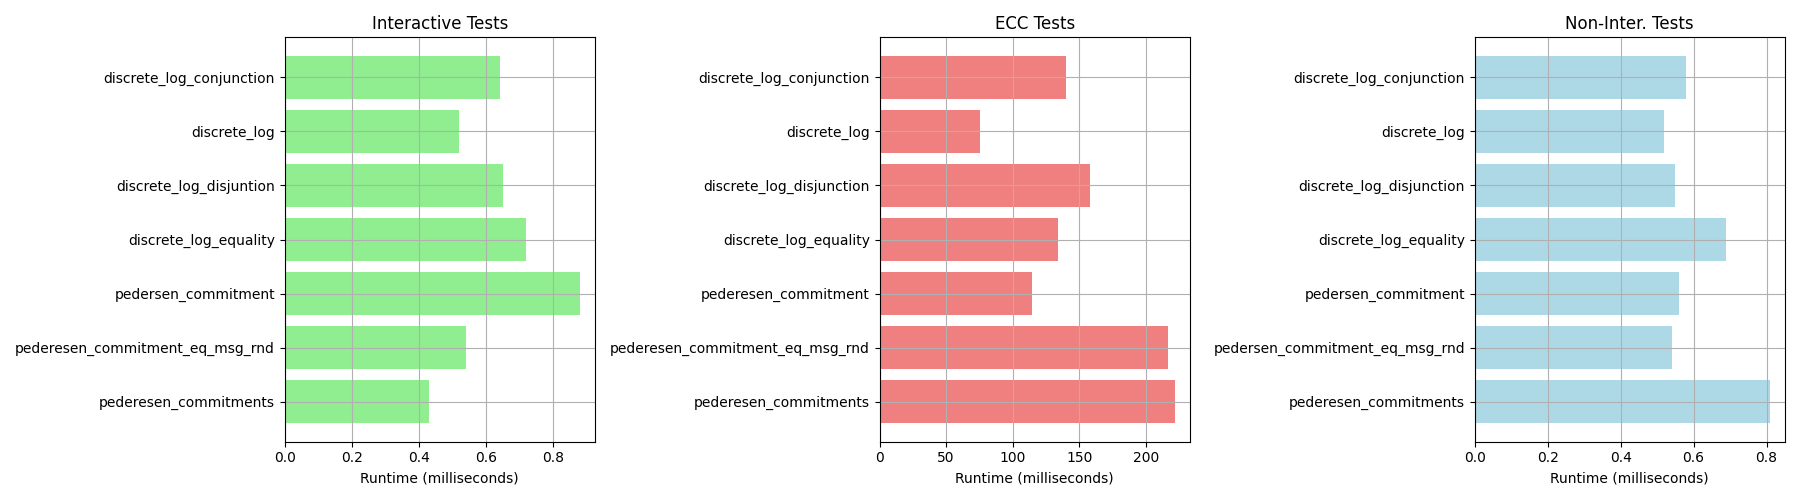 Interactive Tests
discrete_log_conjunction
discrete_log
discrete_log_disjuntion
discrete_log_equality
pedersen_commitment
pederesen_commitment_eq_msg_rnd
pederesen_commitments
0.0 0.2 0.4 0.6 0.8
Runtime (milliseconds)
ECC Tests
discrete_log_conjunction
discrete_log
discrete_log_disjunction
discrete_log_equality
pederesen_commitment
pederesen_commitment_eq_msg_rnd
pederesen_commitments
0 50 100 150 200
Runtime (milliseconds)
Non-Inter. Tests
discrete_log_conjunction
discrete_log
discrete_log_disjunction
discrete_log_equality
pedersen_commitment
pedersen_commitment_eq_msg_rnd
pederesen_commitments
0.0 0.2 0.4 0.6 0.8
Runtime (milliseconds)